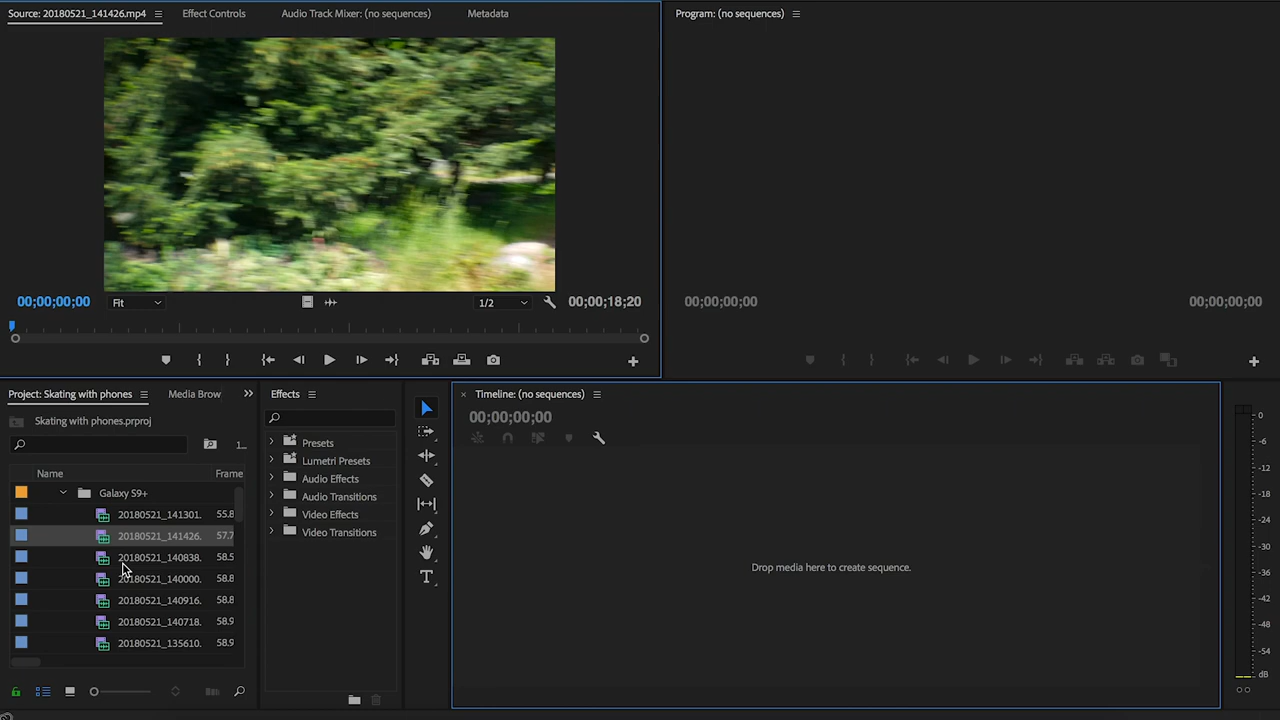 Source: 20180521_141426.mp4
Effect Controls
Audio Track Mixer: (no sequences)
Metadata
Program: (no sequences)
00;00;00;00
Fit
1/2
00;00;18;20
00;00;00;00
00;00;00;00
Project: Skating with phones
Media Brow
Skating with phones.prproj
1...
Name
Frame
Galaxy S9+
20180521_141301. 55.8
20180521_141426. 57.7
20180521_140838. 58.5
20180521_140000. 58.8
20180521_140916. 58.8
20180521_140718. 58.9
20180521_135610. 58.9
Effects
Presets
Lumetri Presets
Audio Effects
Audio Transitions
Video Effects
Video Transitions
T
Timeline: (no sequences)
00;00;00;00
Drop media here to create sequence.
0
-6
-12
-18
-24
-30
-36
-42
-48
-54
dB